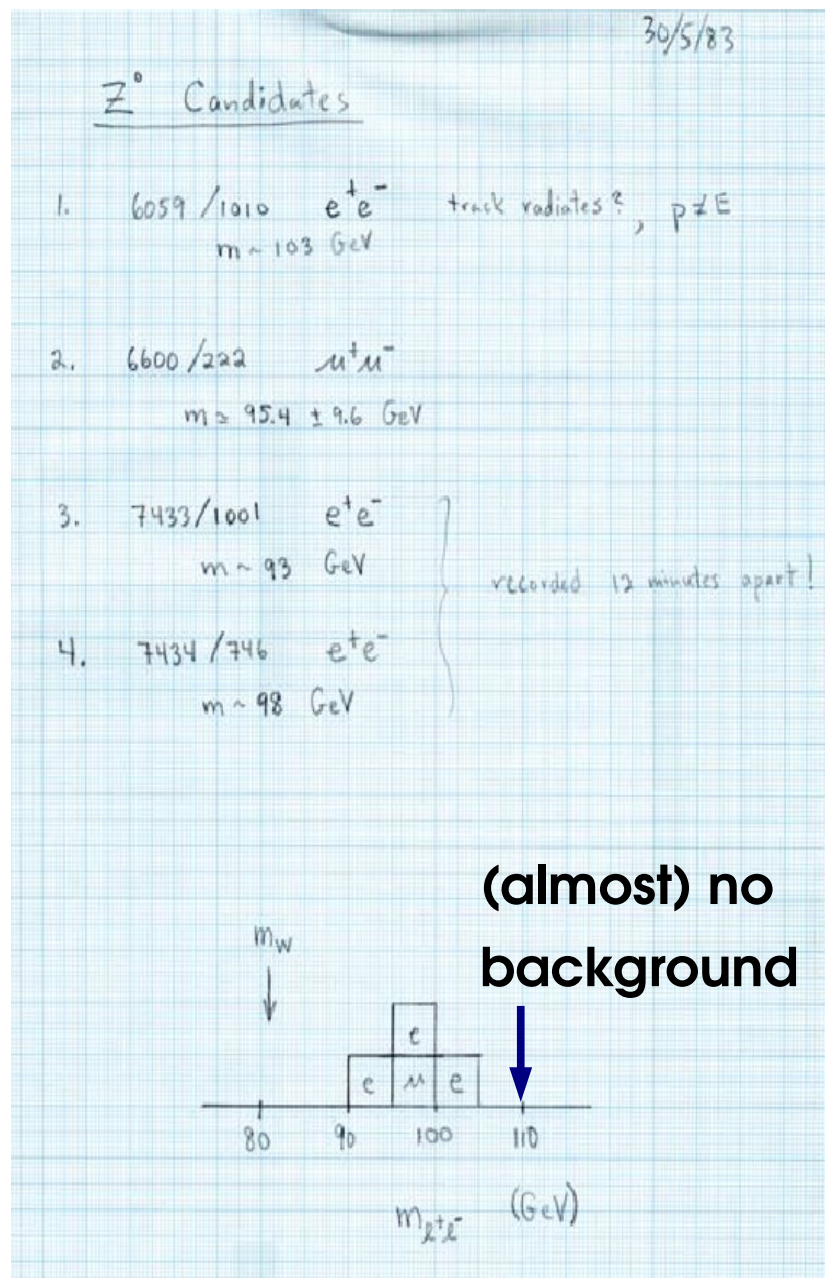 30/5/83
Z° Candidates
1. 6059/1010 e⁺e⁻ track radiates?, p≠E
m ~ 103 GeV
2. 6600/222 μ⁺μ⁻
m ≃ 95.4 ± 9.6 GeV
3. 7433/1001 e⁺e⁻
m ~ 93 GeV
recorded 12 minutes apart!
4. 7434/746 e⁺e⁻
m ~ 98 GeV
(almost) no
background
m_W
e
e μ e
80 90 100 110
m_ℓ⁺ℓ⁻ (GeV)